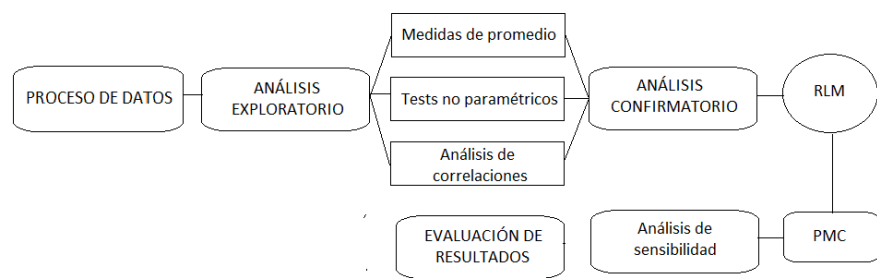 PROCESO DE DATOS
ANÁLISIS
EXPLORATORIO
Medidas de promedio
Tests no paramétricos
Análisis de
correlaciones
ANÁLISIS
CONFIRMATORIO
RLM
PMC
Análisis de
sensibilidad
EVALUACIÓN DE
RESULTADOS